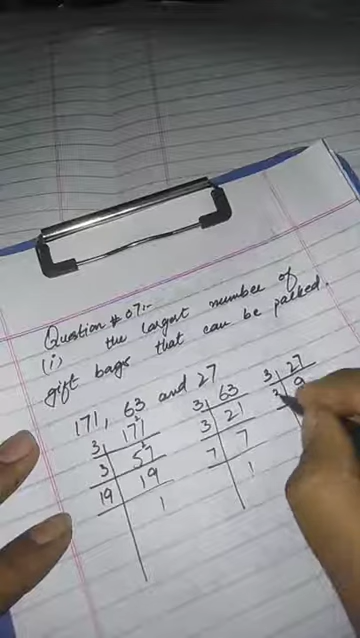 Question # 07:-
(i) the largest number of
gift bags that can be packed.
171, 63 and 27
3 171 3 63 3 27
3 57 3 21 3 9
19 19 7 7
1 1